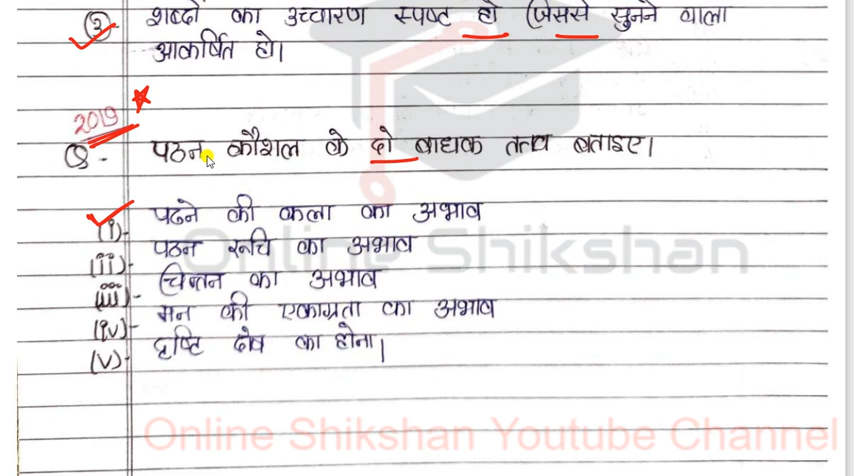 (3) शब्दों का उच्चारण स्पष्ट हो जिससे सुनने वाला
आकर्षित हो।
2019
Q- पठन कौशल के दो बाधक तत्व बताइए।
(i)- पढने की कला का अभाव
(ii)- पठन रूचि का अभाव
(iii)- चिन्तन का अभाव
(iv)- मन की एकाग्रता का अभाव
(v)- दृष्टि दोष का होना।
Online Shikshan
Online Shikshan Youtube Channel